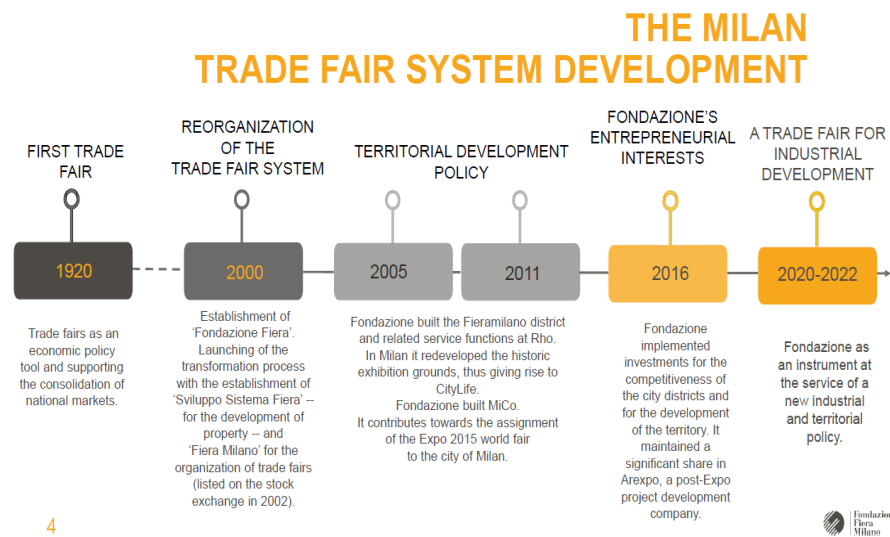 THE MILAN
TRADE FAIR SYSTEM DEVELOPMENT
FIRST TRADE
FAIR
1920
Trade fairs as an
economic policy
tool and supporting
the consolidation of
national markets.
REORGANIZATION
OF THE
TRADE FAIR SYSTEM
2000
Establishment of
‘Fondazione Fiera’.
Launching of the
transformation process
with the establishment of
‘Sviluppo Sistema Fiera’ --
for the development of
property -- and
‘Fiera Milano’ for the
organization of trade fairs
(listed on the stock
exchange in 2002).
TERRITORIAL DEVELOPMENT
POLICY
2005
2011
Fondazione built the Fieramilano district
and related service functions at Rho.
In Milan it redeveloped the historic
exhibition grounds, thus giving rise to
CityLife.
Fondazione built MiCo.
It contributes towards the assignment
of the Expo 2015 world fair
to the city of Milan.
FONDAZIONE’S
ENTREPRENEURIAL
INTERESTS
2016
Fondazione
implemented
investments for the
competitiveness of
the city districts and
for the development
of the territory. It
maintained a
significant share in
Arexpo, a post-Expo
project development
company.
A TRADE FAIR FOR
INDUSTRIAL
DEVELOPMENT
2020-2022
Fondazione as
an instrument at
the service of a
new industrial
and territorial
policy.
4
Fondazio
Fiera
Milano